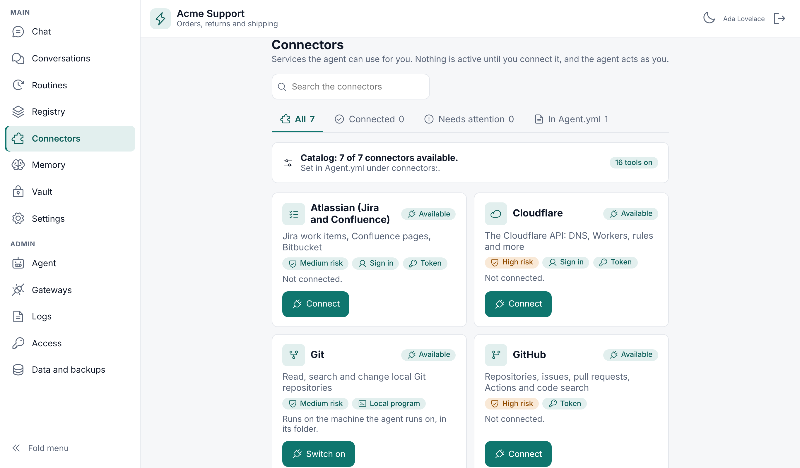 MAIN
Chat
Conversations
Routines
Registry
Connectors
Memory
Vault
Settings
ADMIN
Agent
Gateways
Logs
Access
Data and backups
Fold menu
Acme Support
Orders, returns and shipping
Ada Lovelace
Connectors
Services the agent can use for you. Nothing is active until you connect it, and the agent acts as you.
Search the connectors
All 7
Connected 0
Needs attention 0
In Agent.yml 1
Catalog: 7 of 7 connectors available.
Set in Agent.yml under connectors:.
16 tools on
Atlassian (Jira
and Confluence)
Available
Jira work items, Confluence pages,
Bitbucket
Medium risk
Sign in
Token
Not connected.
Connect
Cloudflare
Available
The Cloudflare API: DNS, Workers, rules
and more
High risk
Sign in
Token
Not connected.
Connect
Git
Available
Read, search and change local Git
repositories
Medium risk
Local program
Runs on the machine the agent runs on, in
its folder.
Switch on
GitHub
Available
Repositories, issues, pull requests,
Actions and code search
High risk
Token
Not connected.
Connect